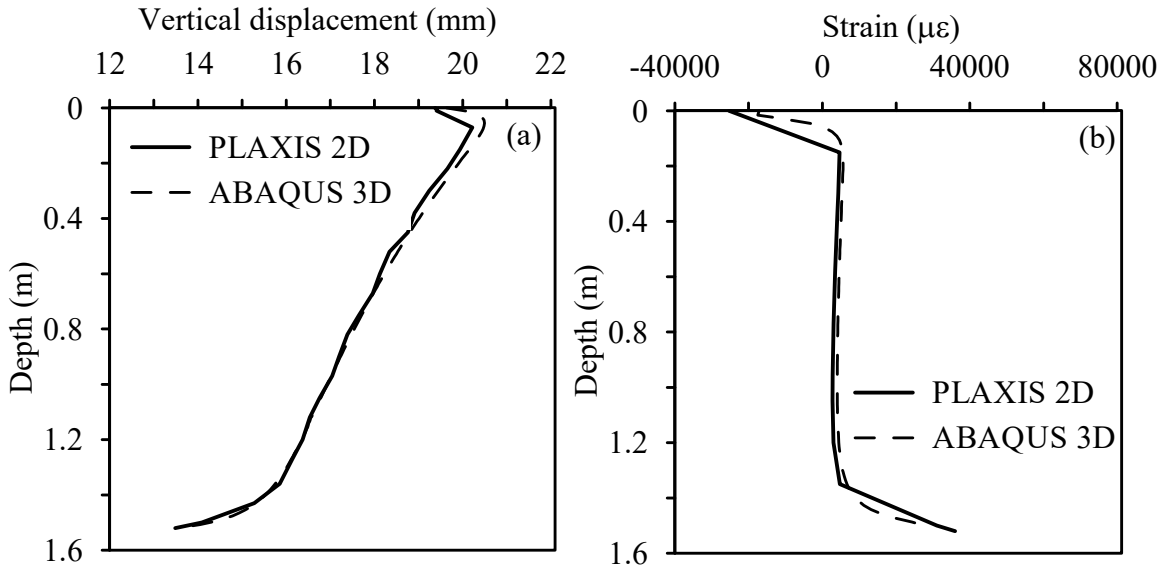 Vertical displacement (mm)
12 14 16 18 20 22
0
0.4
0.8
1.2
1.6
Depth (m)
PLAXIS 2D
ABAQUS 3D
(a)
Strain (με)
-40000 0 40000 80000
0
0.4
0.8
1.2
1.6
Depth (m)
(b)
PLAXIS 2D
ABAQUS 3D